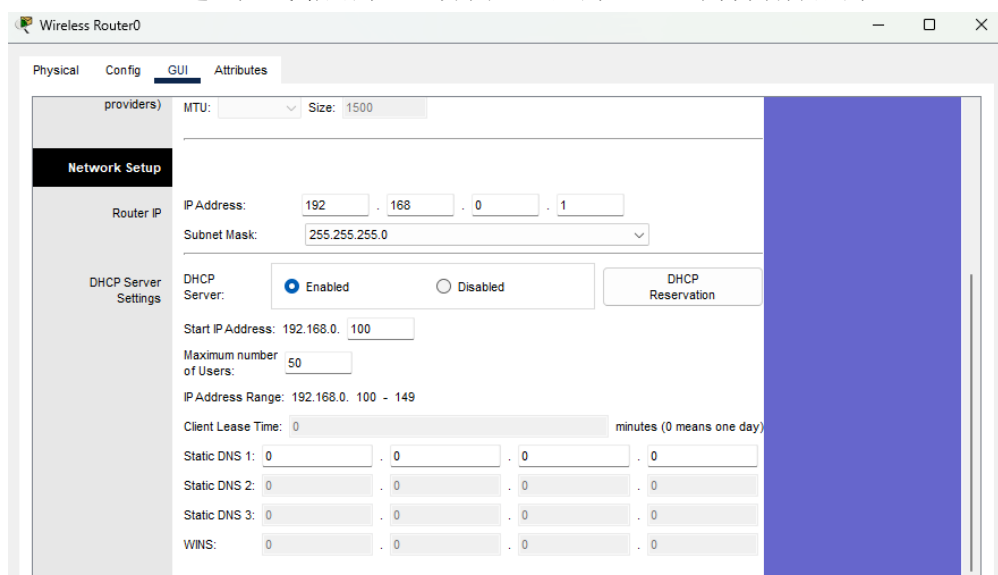 Wireless Router0
Physical Config GUI Attributes
providers)
MTU: Size: 1500
Network Setup
Router IP
IP Address: 192 . 168 . 0 . 1
Subnet Mask: 255.255.255.0
DHCP Server Settings
DHCP Server: Enabled Disabled DHCP Reservation
Start IP Address: 192.168.0. 100
Maximum number of Users: 50
IP Address Range: 192.168.0. 100 - 149
Client Lease Time: 0 minutes (0 means one day)
Static DNS 1: 0 . 0 . 0 . 0
Static DNS 2: 0 . 0 . 0 . 0
Static DNS 3: 0 . 0 . 0 . 0
WINS: 0 . 0 . 0 . 0